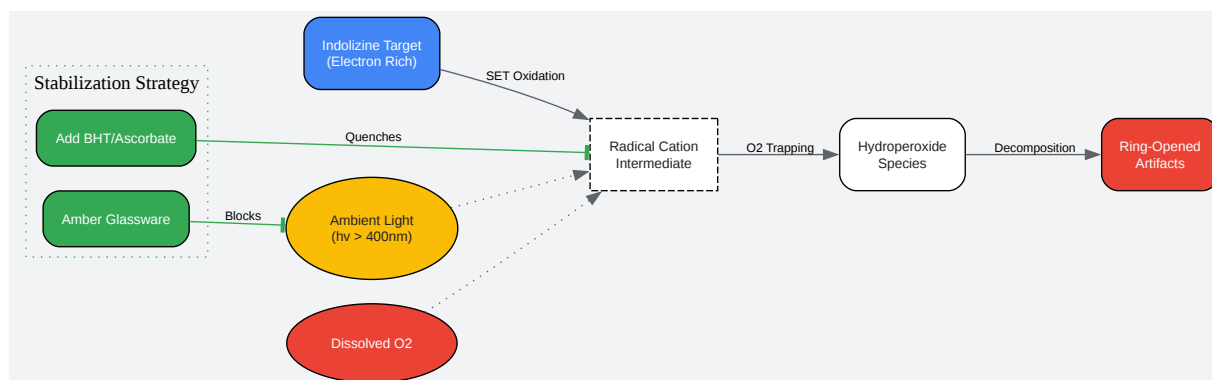 Indolizine Target
(Electron Rich)
SET Oxidation
Stabilization Strategy
Add BHT/Ascorbate
Quenches
Radical Cation
Intermediate
O2 Trapping
Hydroperoxide
Species
Decomposition
Ring-Opened
Artifacts
Amber Glassware
Blocks
Ambient Light
(hv > 400nm)
Dissolved O2